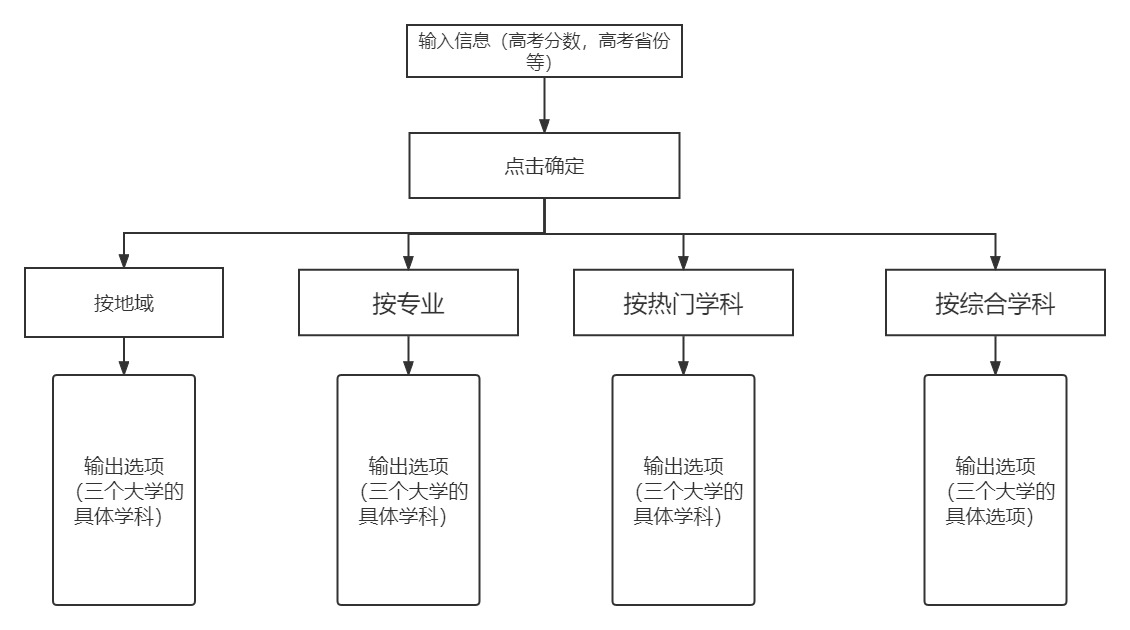 输入信息（高考分数，高考省份
等）
点击确定
按地域
按专业
按热门学科
按综合学科
输出选项
（三个大学的
具体学科）
输出选项
（三个大学的
具体学科）
输出选项
（三个大学的
具体学科）
输出选项
（三个大学的
具体选项）